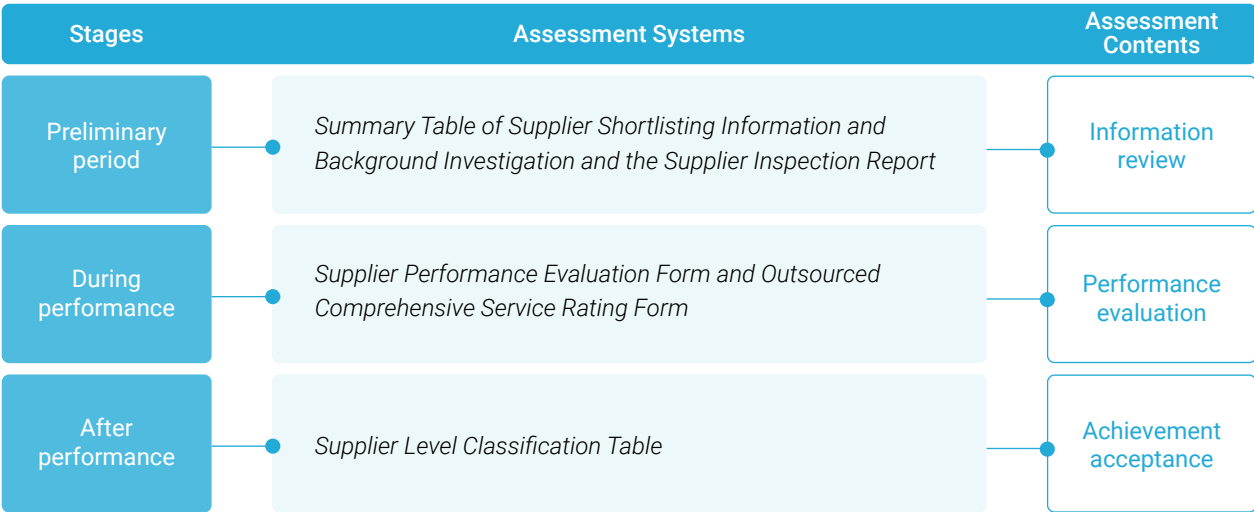 Stages
Assessment Systems
Assessment
Contents
Preliminary
period
Summary Table of Supplier Shortlisting Information and
Background Investigation and the Supplier Inspection Report
Information
review
During
performance
Supplier Performance Evaluation Form and Outsourced
Comprehensive Service Rating Form
Performance
evaluation
After
performance
Supplier Level Classification Table
Achievement
acceptance